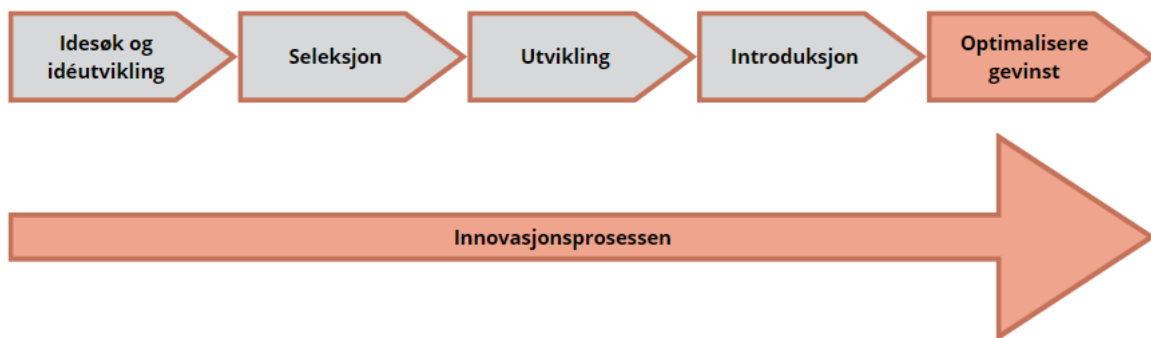 Idesøk og
idéutvikling
Seleksjon
Utvikling
Introduksjon
Optimalisere
gevinst
Innovasjonsprosessen